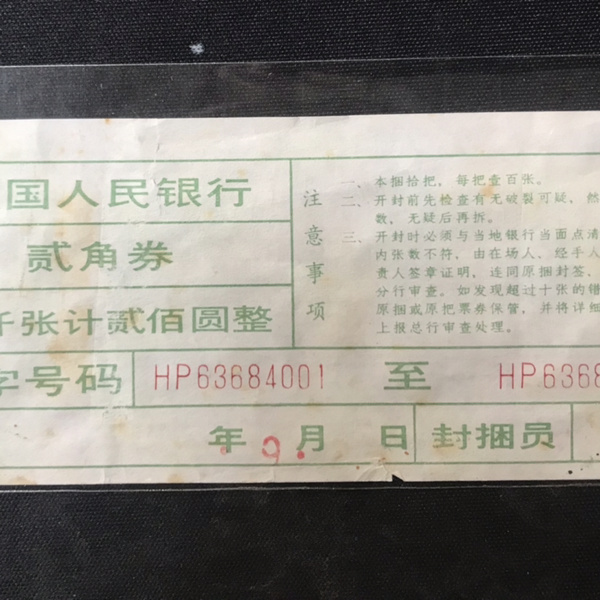 国人民银行
贰角券
张计贰佰圆整
字号码 HP63684001 至 HP6368
年 9. 月 日 封捆员
注意事项
一、本捆拾把，每把壹百张。
二、开封前先检查有无破裂可疑，然
数，无疑后再拆。
三、开封时必须与当地银行当面点清
内张数不符，由在场人、经手人
责人签章证明，连同原捆封签、
分行审查。如发现超过十张的错
原捆或原把票券保管，并将详细
上报总行审查处理。